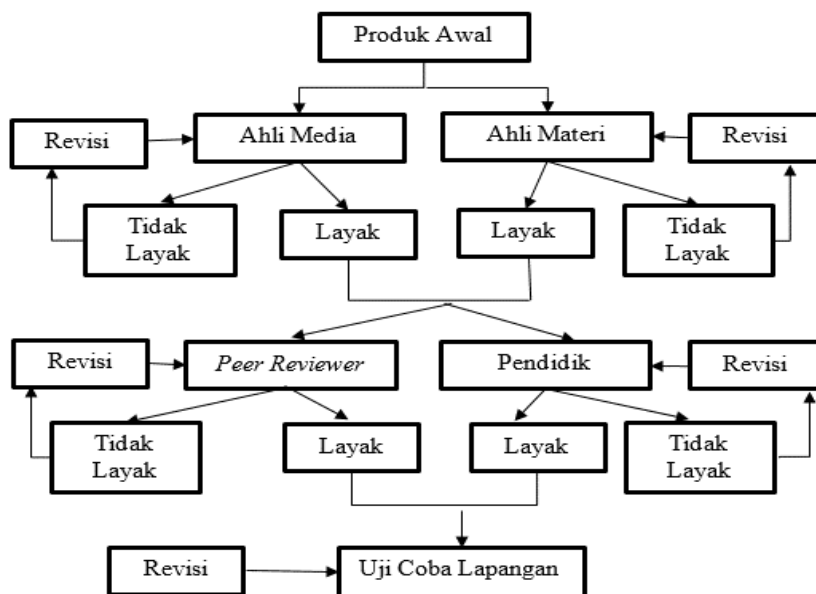 Produk Awal
Revisi
Ahli Media
Ahli Materi
Revisi
Tidak
Layak
Layak
Layak
Tidak
Layak
Revisi
Peer Reviewer
Pendidik
Revisi
Tidak
Layak
Layak
Layak
Tidak
Layak
Revisi
Uji Coba Lapangan